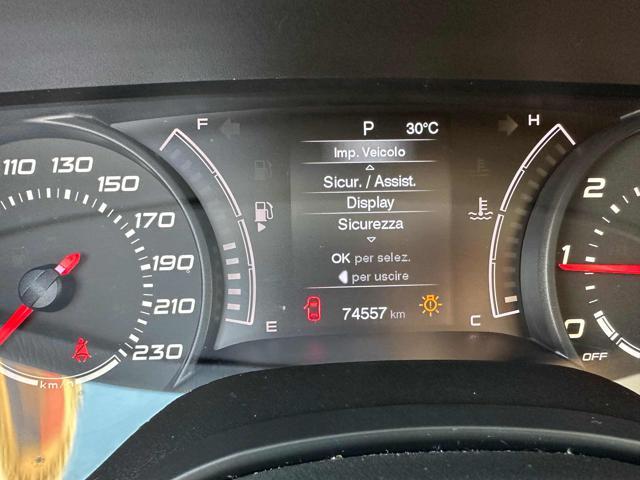 P 30°C
F
H
Imp. Veicolo
Sicur. / Assist.
Display
Sicurezza
OK per selez.
per uscire
E
74557 km
C
110
130
150
170
190
210
230
km/
2
1
0
OFF